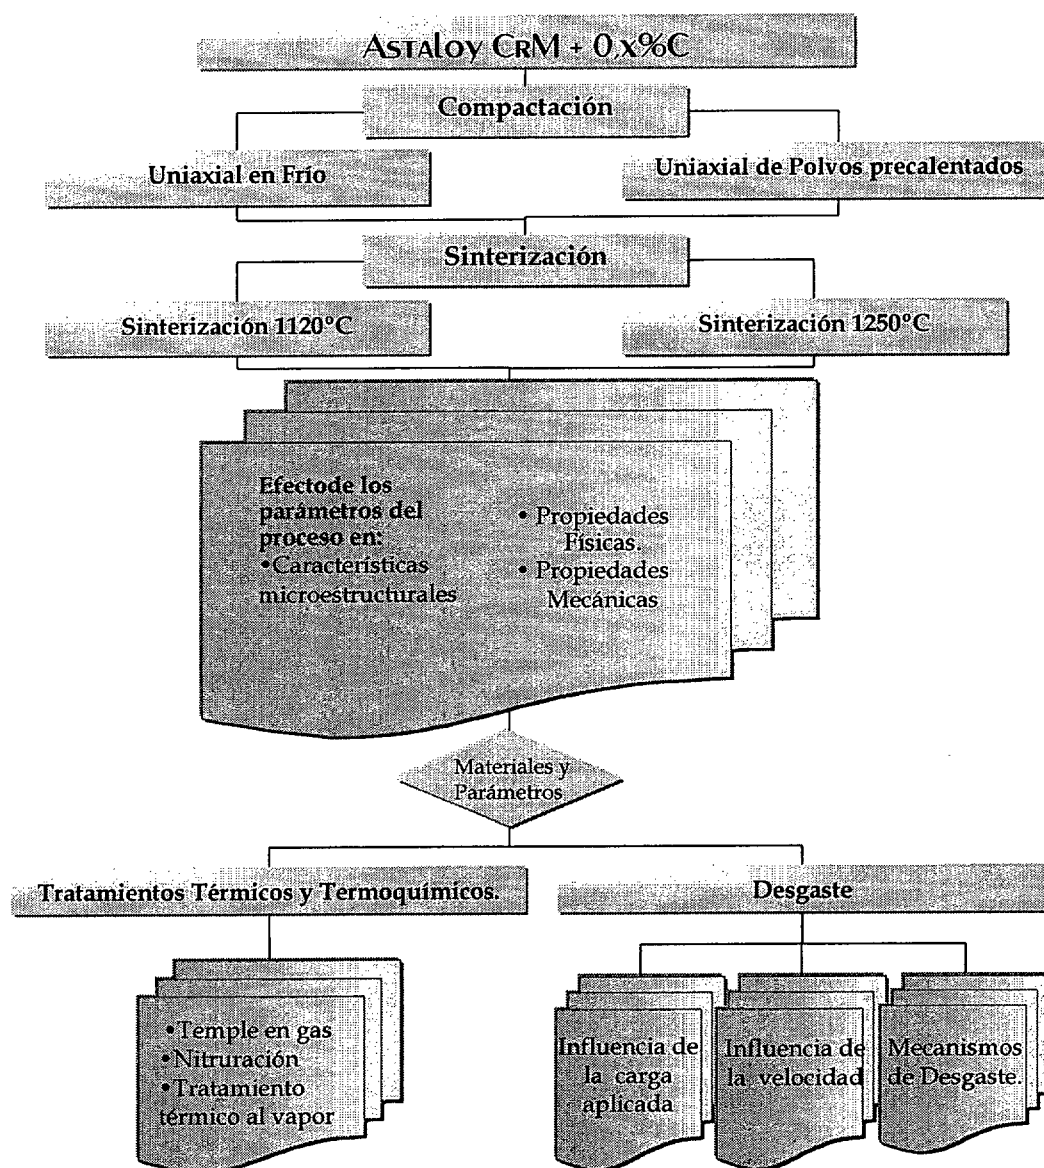 ASTAloy CRM + 0,x%C
Compactación
Uniaxial en Frío
Uniaxial de Polvos precalentados
Sinterización
Sinterización 1120ºC
Sinterización 1250ºC
Efectode los
parámetros del
proceso en:
•Características
microestructurales
• Propiedades
Físicas.
• Propiedades
Mecánicas
Materiales y
Parámetros
Tratamientos Térmicos y Termoquímicos.
Desgaste
•Temple en gas
•Nitruración
•Tratamiento
térmico al vapor
Influencia de
la carga
aplicada
Influencia de
la velocidad
Mecanismos
de Desgaste.